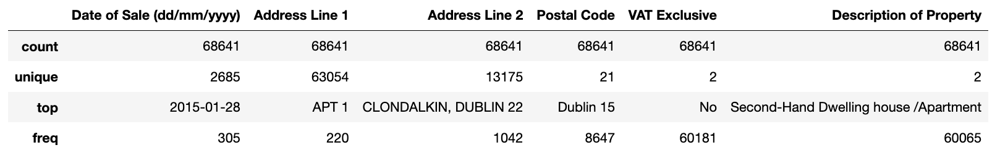 Date of Sale (dd/mm/yyyy) Address Line 1 Address Line 2 Postal Code VAT Exclusive Description of Property
count 68641 68641 68641 68641 68641 68641
unique 2685 63054 13175 21 2 2
top 2015-01-28 APT 1 CLONDALKIN, DUBLIN 22 Dublin 15 No Second-Hand Dwelling house /Apartment
freq 305 220 1042 8647 60181 60065